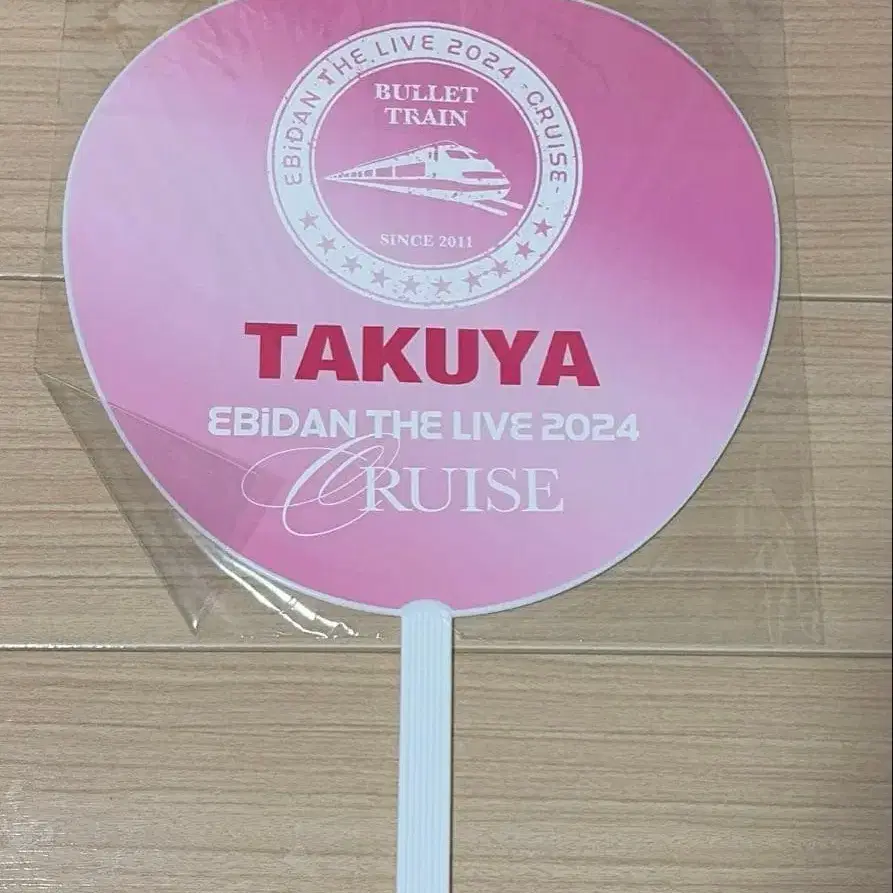 EBiDAN THE LIVE 2024 -CRUISE-
BULLET
TRAIN
SINCE 2011
TAKUYA
EBiDAN THE LIVE 2024
CRUISE